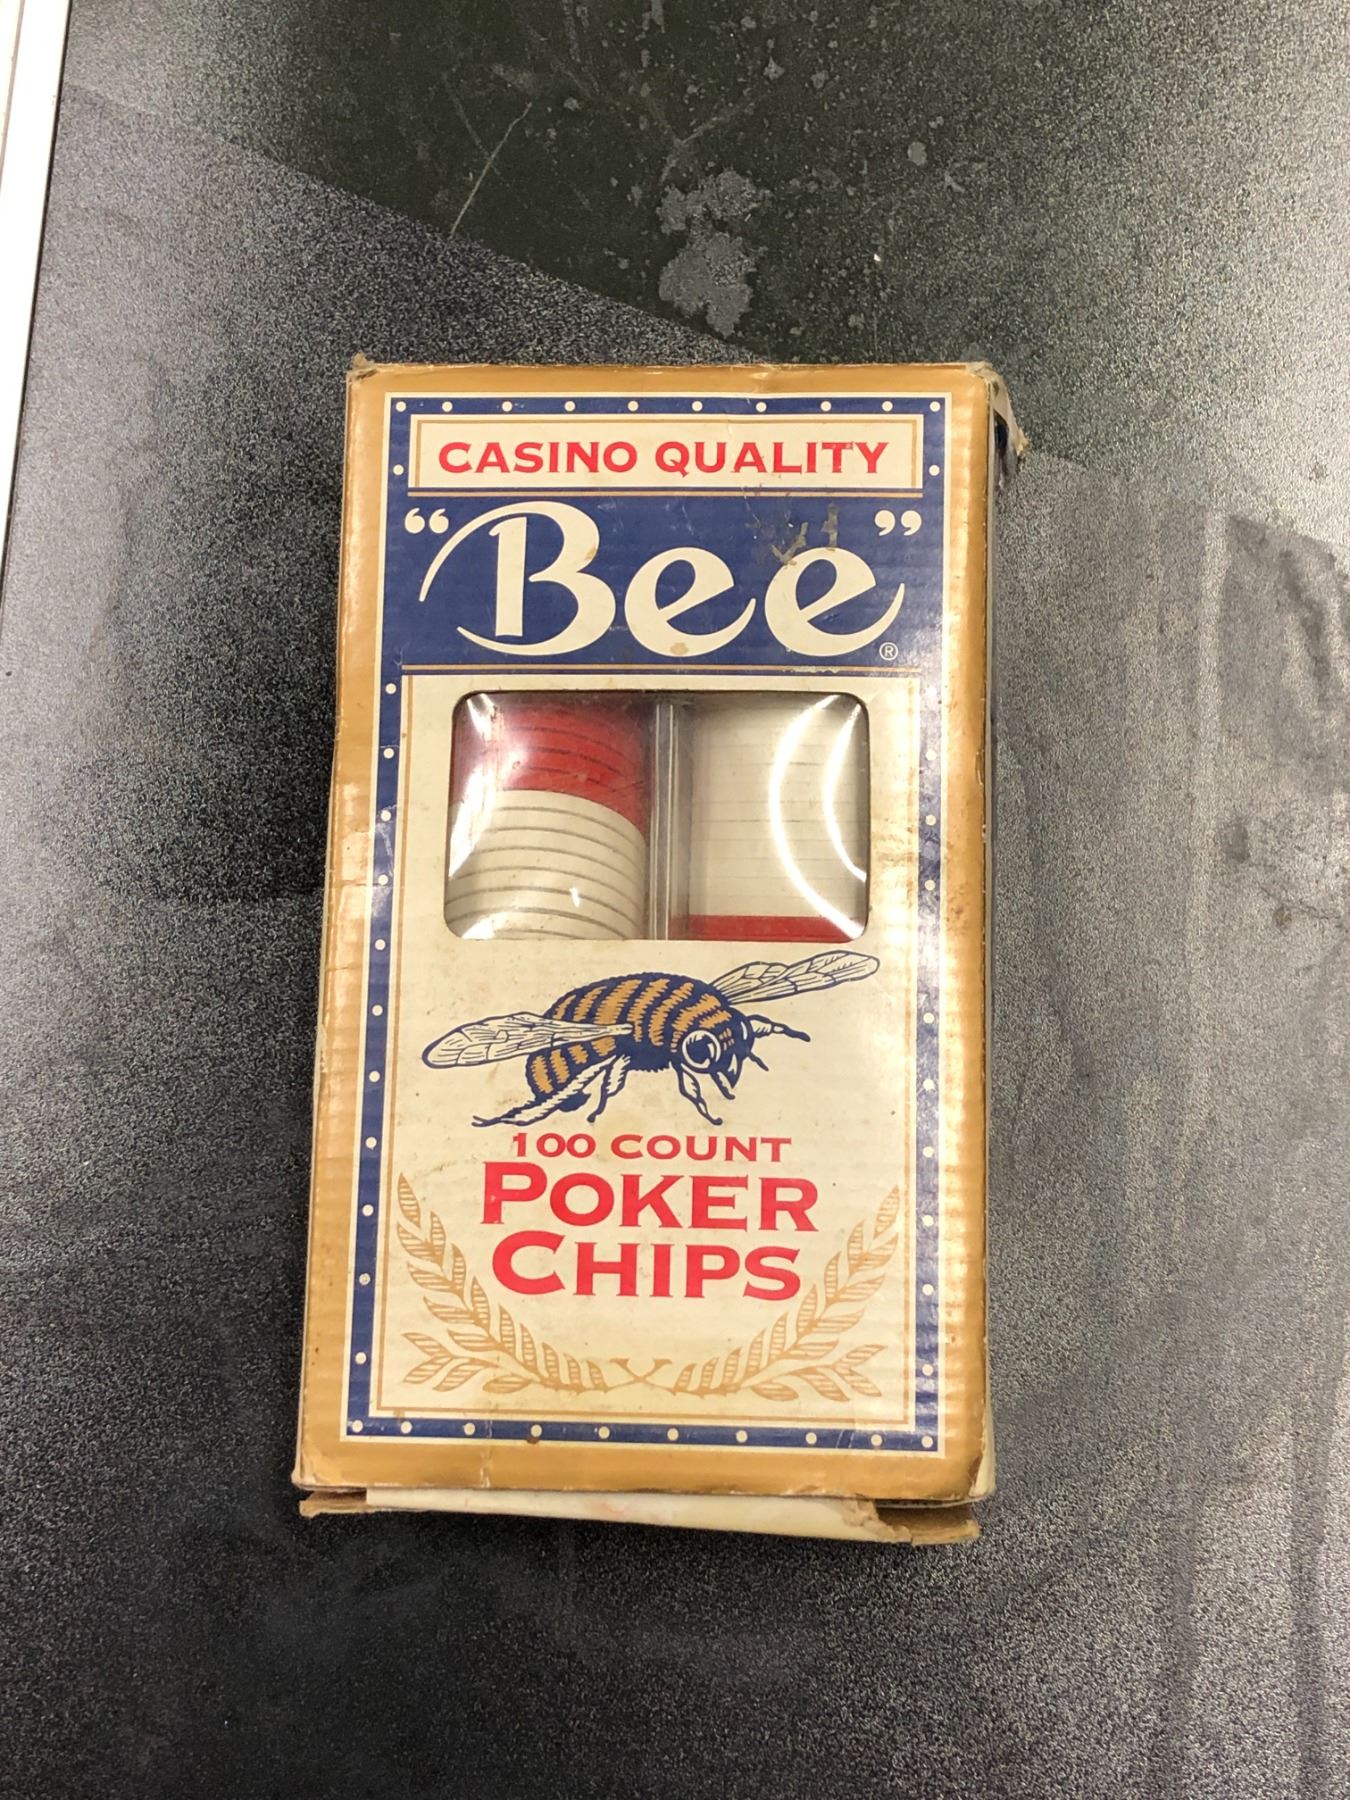 CASINO QUALITY
“Bee”®
100 COUNT
POKER
CHIPS